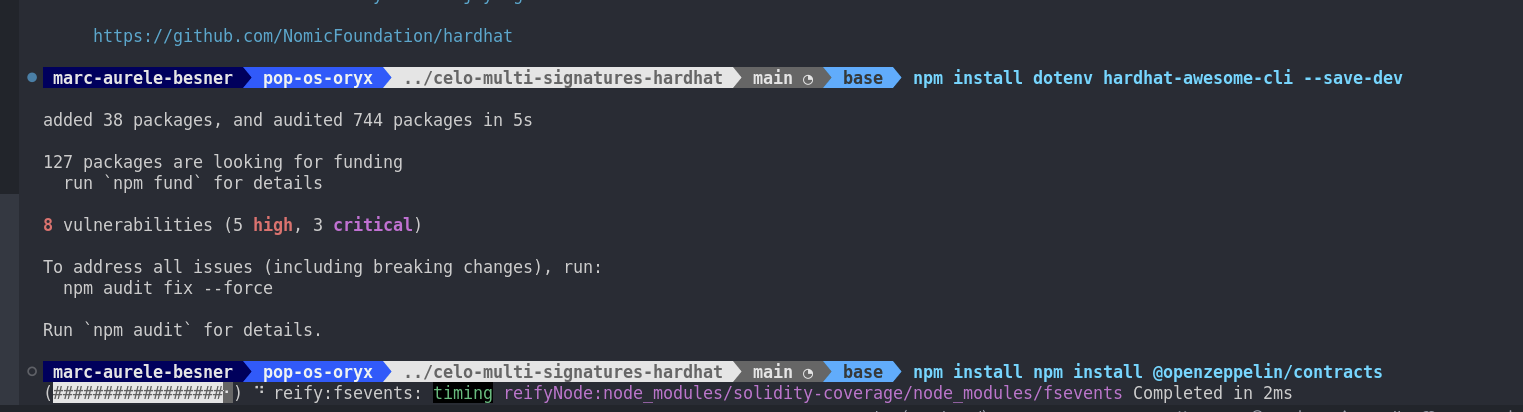 https://github.com/NomicFoundation/hardhat
marc-aurele-besner pop-os-oryx ../celo-multi-signatures-hardhat main ◔ base npm install dotenv hardhat-awesome-cli --save-dev
added 38 packages, and audited 744 packages in 5s
127 packages are looking for funding
run `npm fund` for details
8 vulnerabilities (5 high, 3 critical)
To address all issues (including breaking changes), run:
npm audit fix --force
Run `npm audit` for details.
marc-aurele-besner pop-os-oryx ../celo-multi-signatures-hardhat main ◔ base npm install npm install @openzeppelin/contracts
(#################⠂) ⠙ reify:fsevents: timing reifyNode:node_modules/solidity-coverage/node_modules/fsevents Completed in 2ms